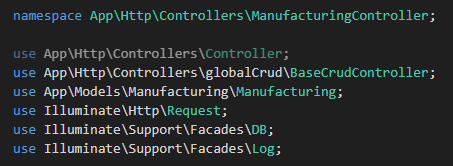 namespace App\Http\Controllers\ManufacturingController;
use App\Http\Controllers\Controller;
use App\Http\Controllers\globalCrud\BaseCrudController;
use App\Models\Manufacturing\Manufacturing;
use Illuminate\Http\Request;
use Illuminate\Support\Facades\DB;
use Illuminate\Support\Facades\Log;